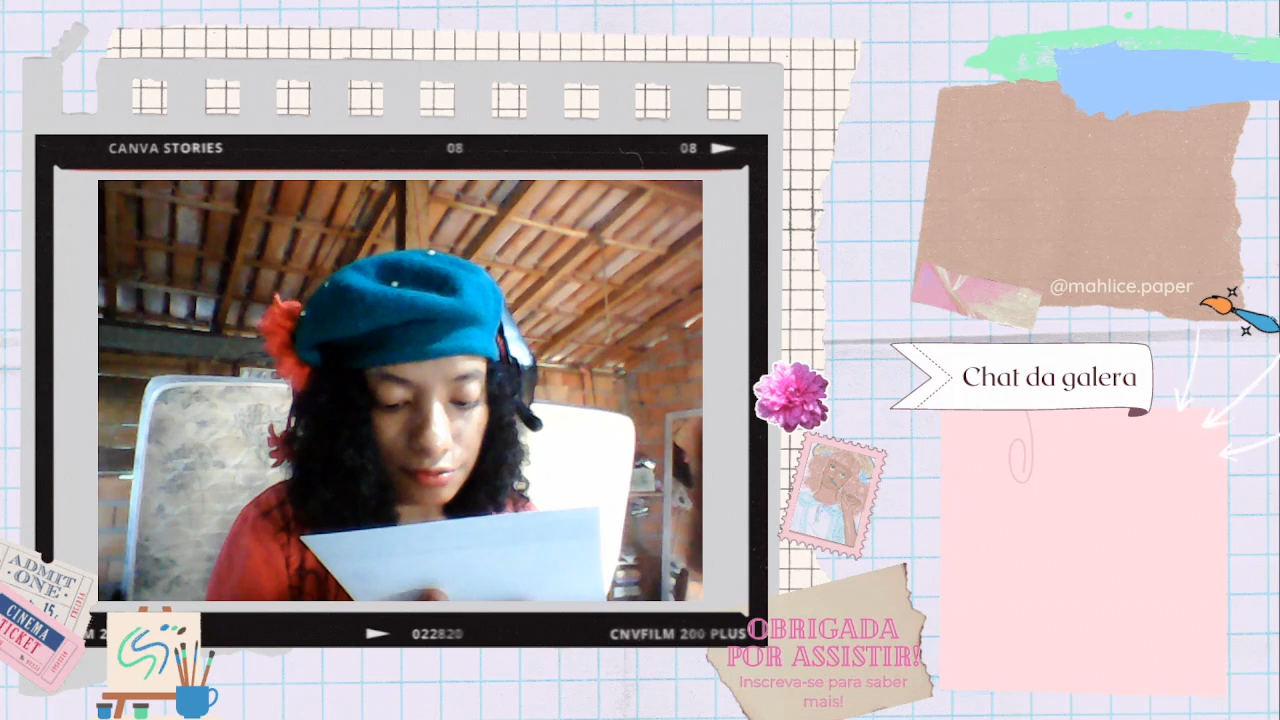 CANVA STORIES 08 08
@mahlice.paper
Chat da galera
ADMIT
ONE
15
CINEMA
TICKET
022820 CNVFILM 200 PLUS
OBRIGADA
POR ASSISTIR!
Inscreva-se para saber
mais!